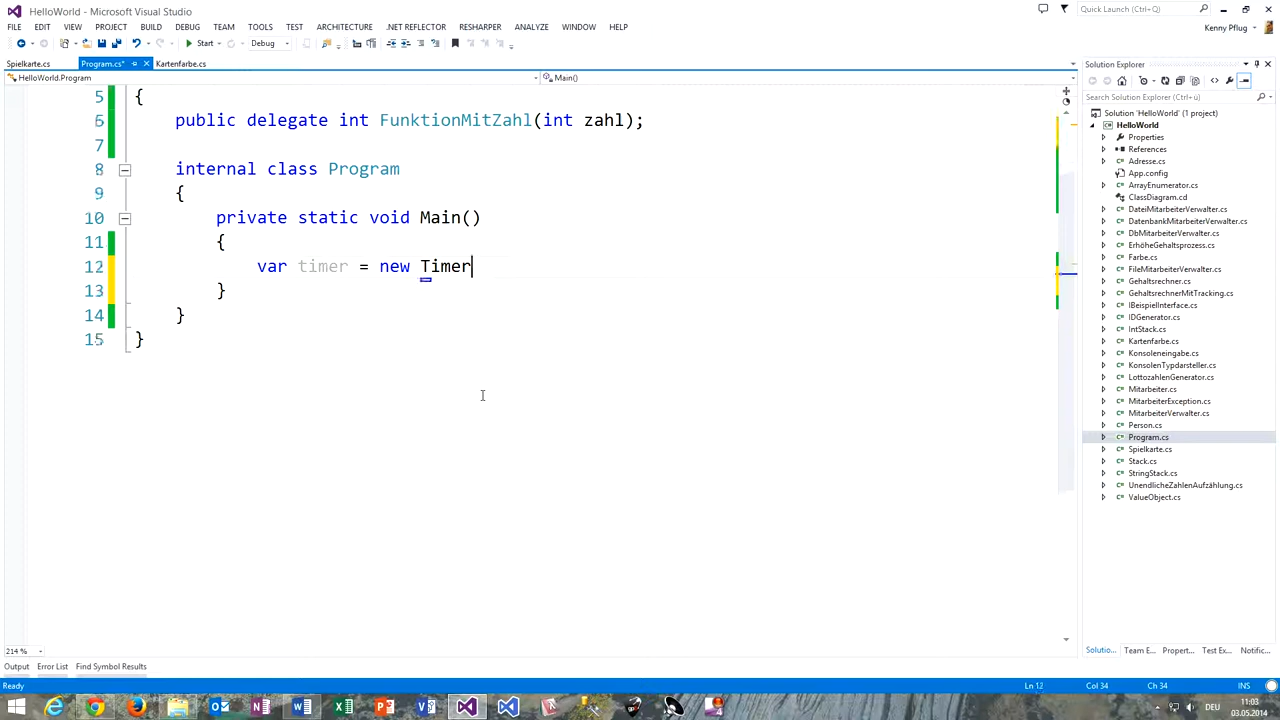 HelloWorld - Microsoft Visual Studio
Quick Launch (Ctrl+Q)
FILE EDIT VIEW PROJECT BUILD DEBUG TEAM TOOLS TEST ARCHITECTURE .NET REFLECTOR RESHARPER ANALYZE WINDOW HELP
Kenny Pflug
Start Debug
Spielkarte.cs Program.cs* Kartenfarbe.cs
HelloWorld.Program Main()
5 {
6 public delegate int FunktionMitZahl(int zahl);
7
8 internal class Program
9 {
10 private static void Main()
11 {
12 var timer = new Timer
13 }
14 }
15 }
214 %
Solution Explorer
Search Solution Explorer (Ctrl+ü)
Solution 'HelloWorld' (1 project)
HelloWorld
Properties
References
Adresse.cs
App.config
ArrayEnumerator.cs
ClassDiagram.cd
DateiMitarbeiterVerwalter.cs
DatenbankMitarbeiterVerwalter.cs
DbMitarbeiterVerwalter.cs
ErhöheGehaltsprozess.cs
Farbe.cs
FileMitarbeiterVerwalter.cs
Gehaltsrechner.cs
GehaltsrechnerMitTracking.cs
IBeispielInterface.cs
IDGenerator.cs
IntStack.cs
Kartenfarbe.cs
Konsoleneingabe.cs
KonsolenTypdarsteller.cs
LottozahlenGenerator.cs
Mitarbeiter.cs
MitarbeiterException.cs
MitarbeiterVerwalter.cs
Person.cs
Program.cs
Spielkarte.cs
Stack.cs
StringStack.cs
UnendlicheZahlenAufzählung.cs
ValueObject.cs
Solutio... Team E... Propert... Test Ex... Notific...
Output Error List Find Symbol Results
Ready Ln 12 Col 34 Ch 34 INS
DEU
11:03
03.05.2014